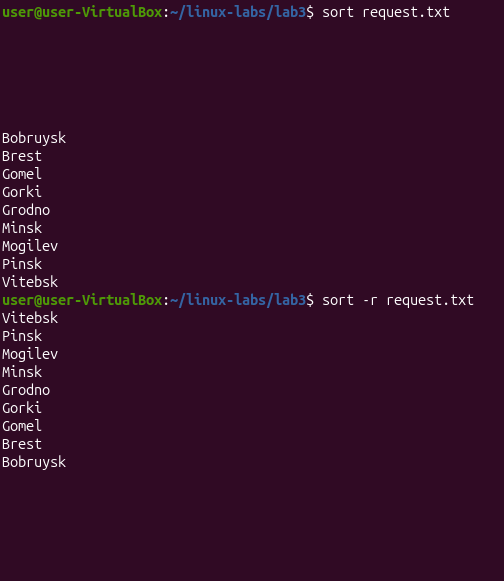 user@user-VirtualBox:~/linux-labs/lab3$ sort request.txt
Bobruysk
Brest
Gomel
Gorki
Grodno
Minsk
Mogilev
Pinsk
Vitebsk
user@user-VirtualBox:~/linux-labs/lab3$ sort -r request.txt
Vitebsk
Pinsk
Mogilev
Minsk
Grodno
Gorki
Gomel
Brest
Bobruysk